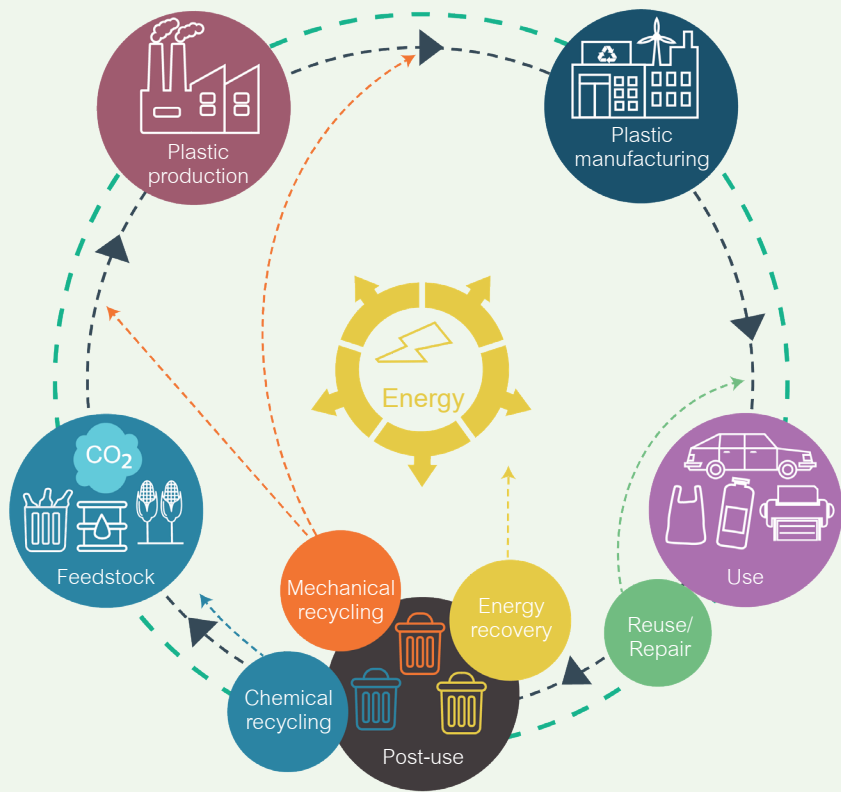 Plastic
production
Plastic
manufacturing
Energy
CO2
Feedstock
Use
Mechanical
recycling
Energy
recovery
Reuse/
Repair
Chemical
recycling
Post-use